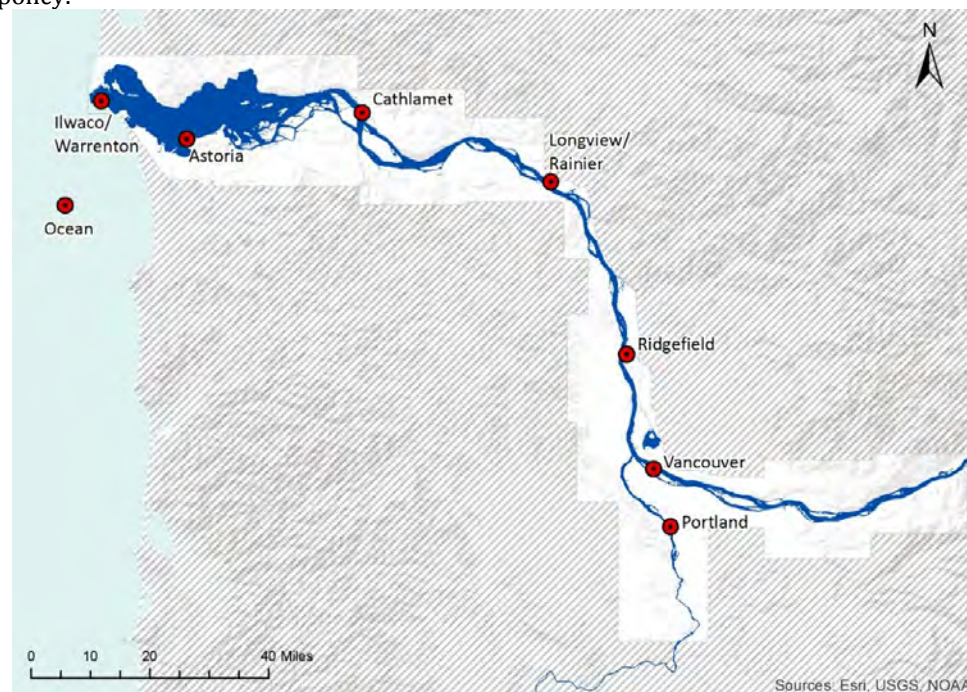 policy.
N
Cathlamet
Ilwaco/
Warrenton
Astoria
Longview/
Rainier
Ocean
Ridgefield
Vancouver
Portland
0 10 20 40 Miles
Sources: Esri, USGS, NOAA